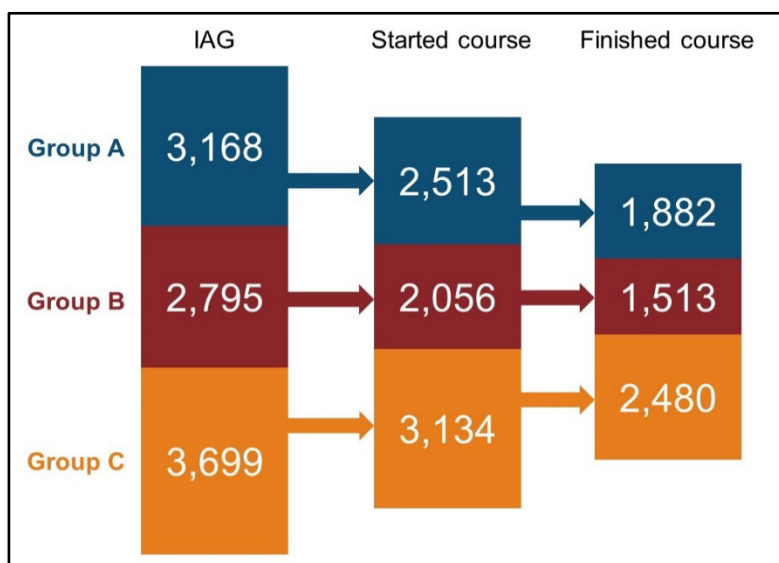 IAG Started course Finished course
Group A 3,168 2,513 1,882
Group B 2,795 2,056 1,513
Group C 3,699 3,134 2,480